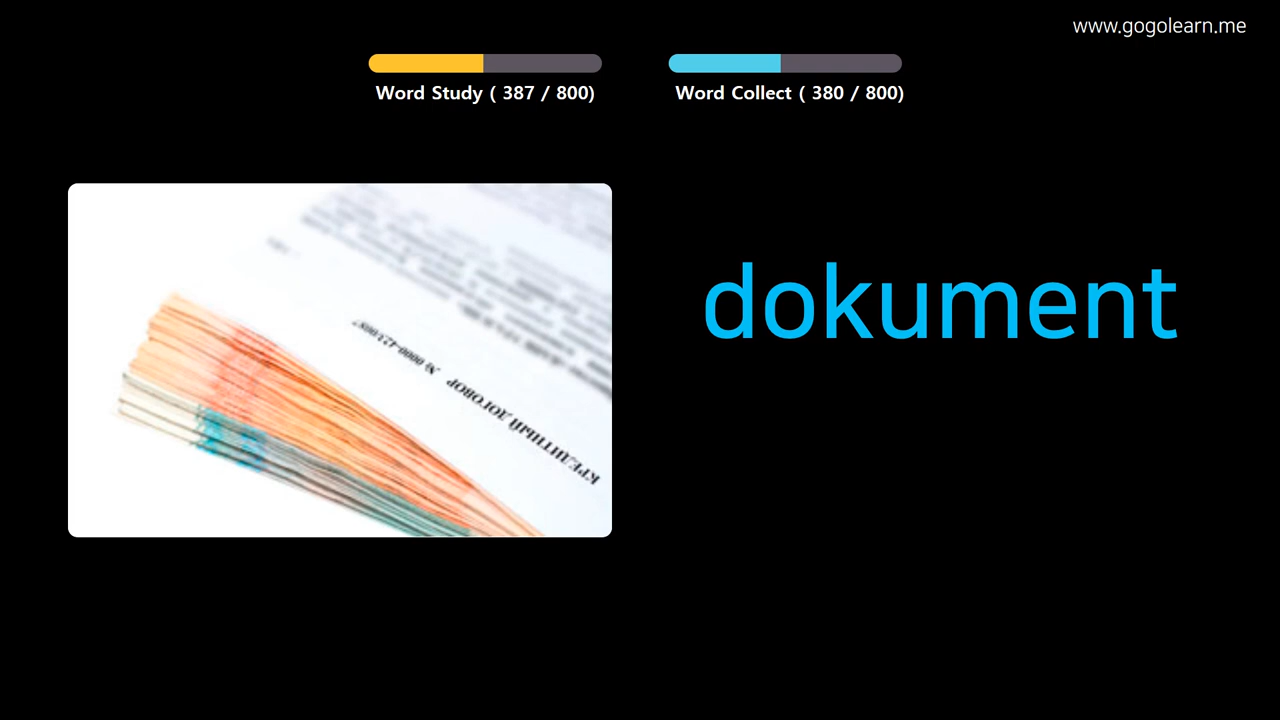 www.gogolearn.me
Word Study ( 387 / 800)
Word Collect ( 380 / 800)
dokument
КРЕДИТНЫЙ ДОГОВОР